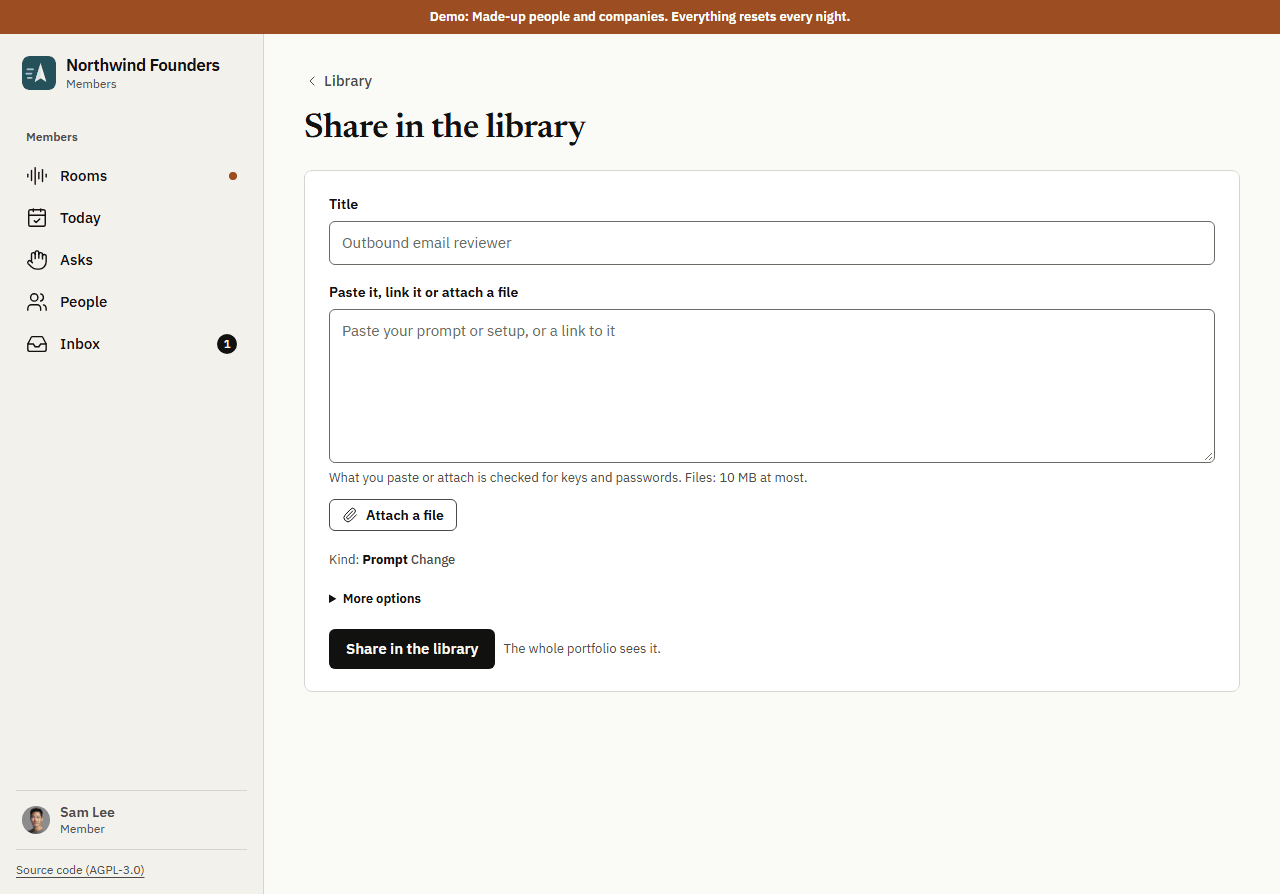 Demo: Made-up people and companies. Everything resets every night.
Northwind Founders
Members
Members
Rooms
Today
Asks
People
Inbox
1
Sam Lee
Member
Source code (AGPL-3.0)
Library
Share in the library
Title
Outbound email reviewer
Paste it, link it or attach a file
Paste your prompt or setup, or a link to it
What you paste or attach is checked for keys and passwords. Files: 10 MB at most.
Attach a file
Kind: Prompt Change
More options
Share in the library
The whole portfolio sees it.